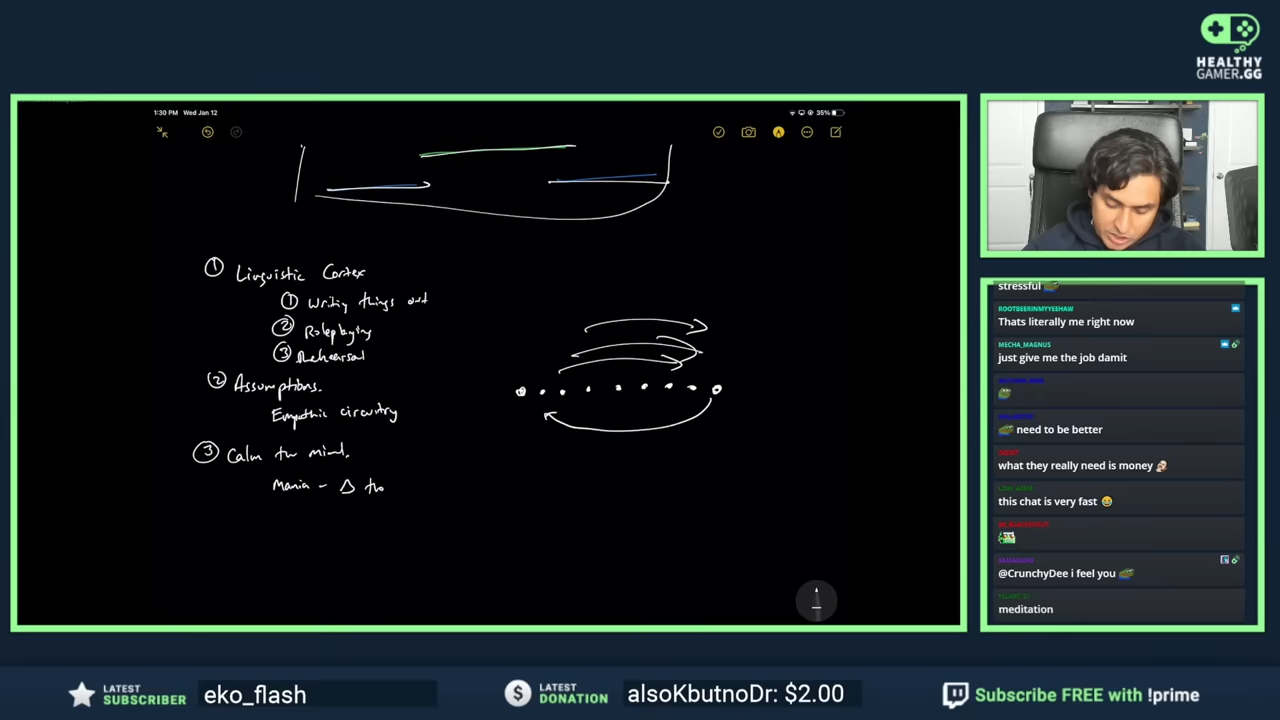 HEALTHY
GAMER.GG
1:30 PM Wed Jan 12
35%
① Linguistic Cortex
① Writing things out
② Roleplaying
③ Rehearsal
② Assumptions.
Empathic circuitry
③ Calm the mind.
Mania - Δ tho
stressful
ROOTBEERINMYYEEHAW
Thats literally me right now
MECHA_MAGNUS
just give me the job damit
need to be better
what they really need is money
this chat is very fast
@CrunchyDee i feel you
meditation
LATEST
SUBSCRIBER
eko_flash
$
LATEST
DONATION
alsoKbutnoDr: $2.00
Subscribe FREE with !prime